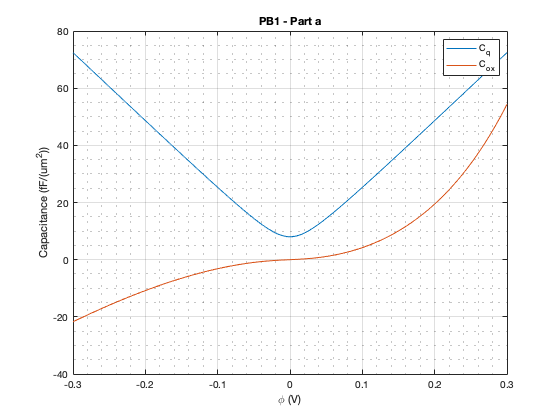 PB1 - Part a
C_q
C_ox
80
60
40
20
0
-20
-40
Capacitance (fF/(um^2))
-0.3 -0.2 -0.1 0 0.1 0.2 0.3
ϕ (V)